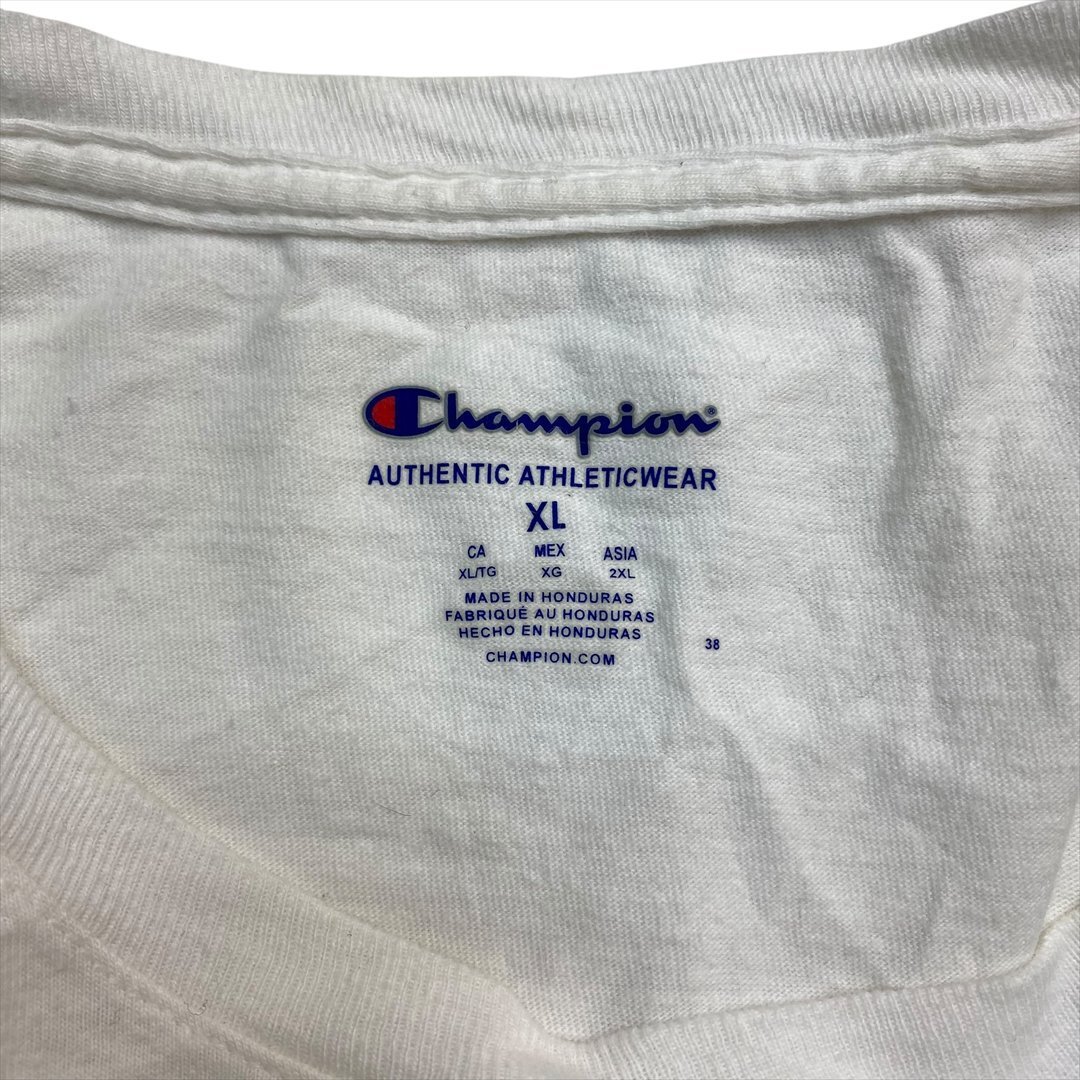 Champion®
AUTHENTIC ATHLETICWEAR
XL
CA MEX ASIA
XL/TG XG 2XL
MADE IN HONDURAS
FABRIQUÉ AU HONDURAS
HECHO EN HONDURAS
38
CHAMPION.COM